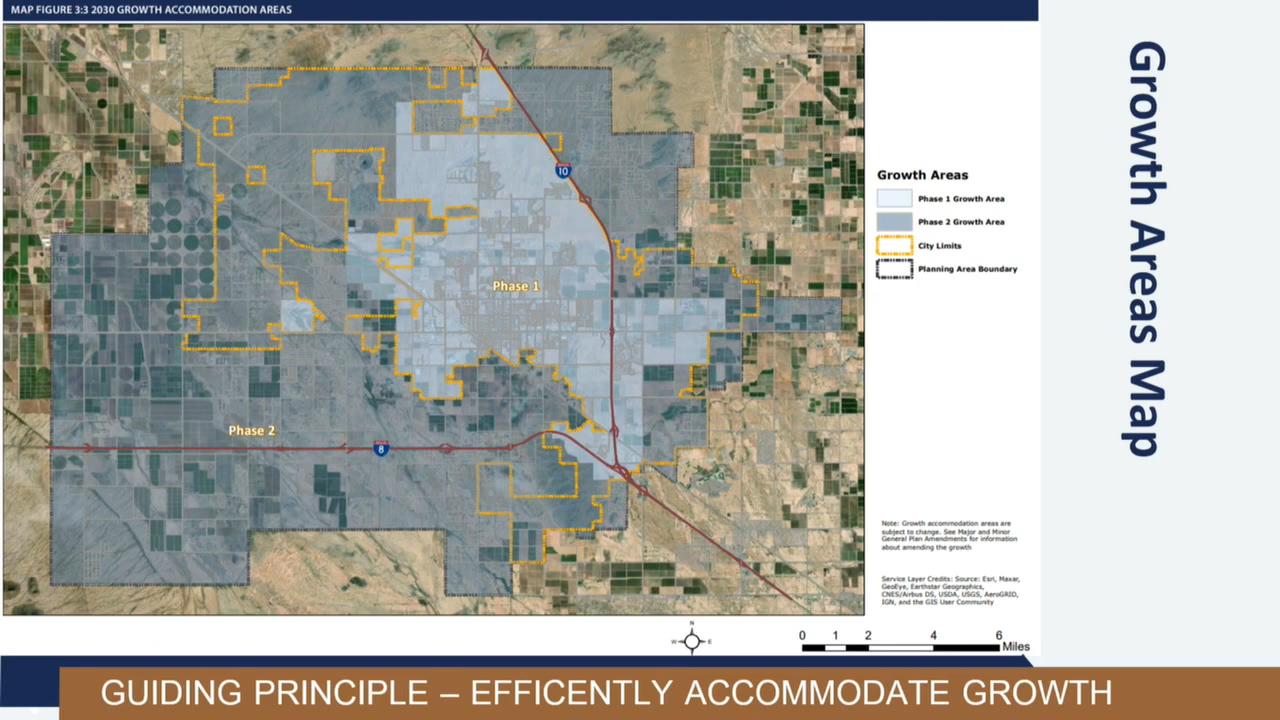 MAP FIGURE 3:3 2030 GROWTH ACCOMMODATION AREAS
Growth Areas Map
10
Growth Areas
Phase 1 Growth Area
Phase 2 Growth Area
City Limits
Planning Area Boundary
Phase 1
Phase 2
8
Note: Growth accommodation areas are
subject to change. See Major and Minor
General Plan Amendments for information
about amending the growth
Service Layer Credits: Source: Esri, Maxar,
GeoEye, Earthstar Geographics,
CNES/Airbus DS, USDA, USGS, AeroGRID,
IGN, and the GIS User Community
N
W E
0 1 2 4 6
Miles
GUIDING PRINCIPLE – EFFICENTLY ACCOMMODATE GROWTH